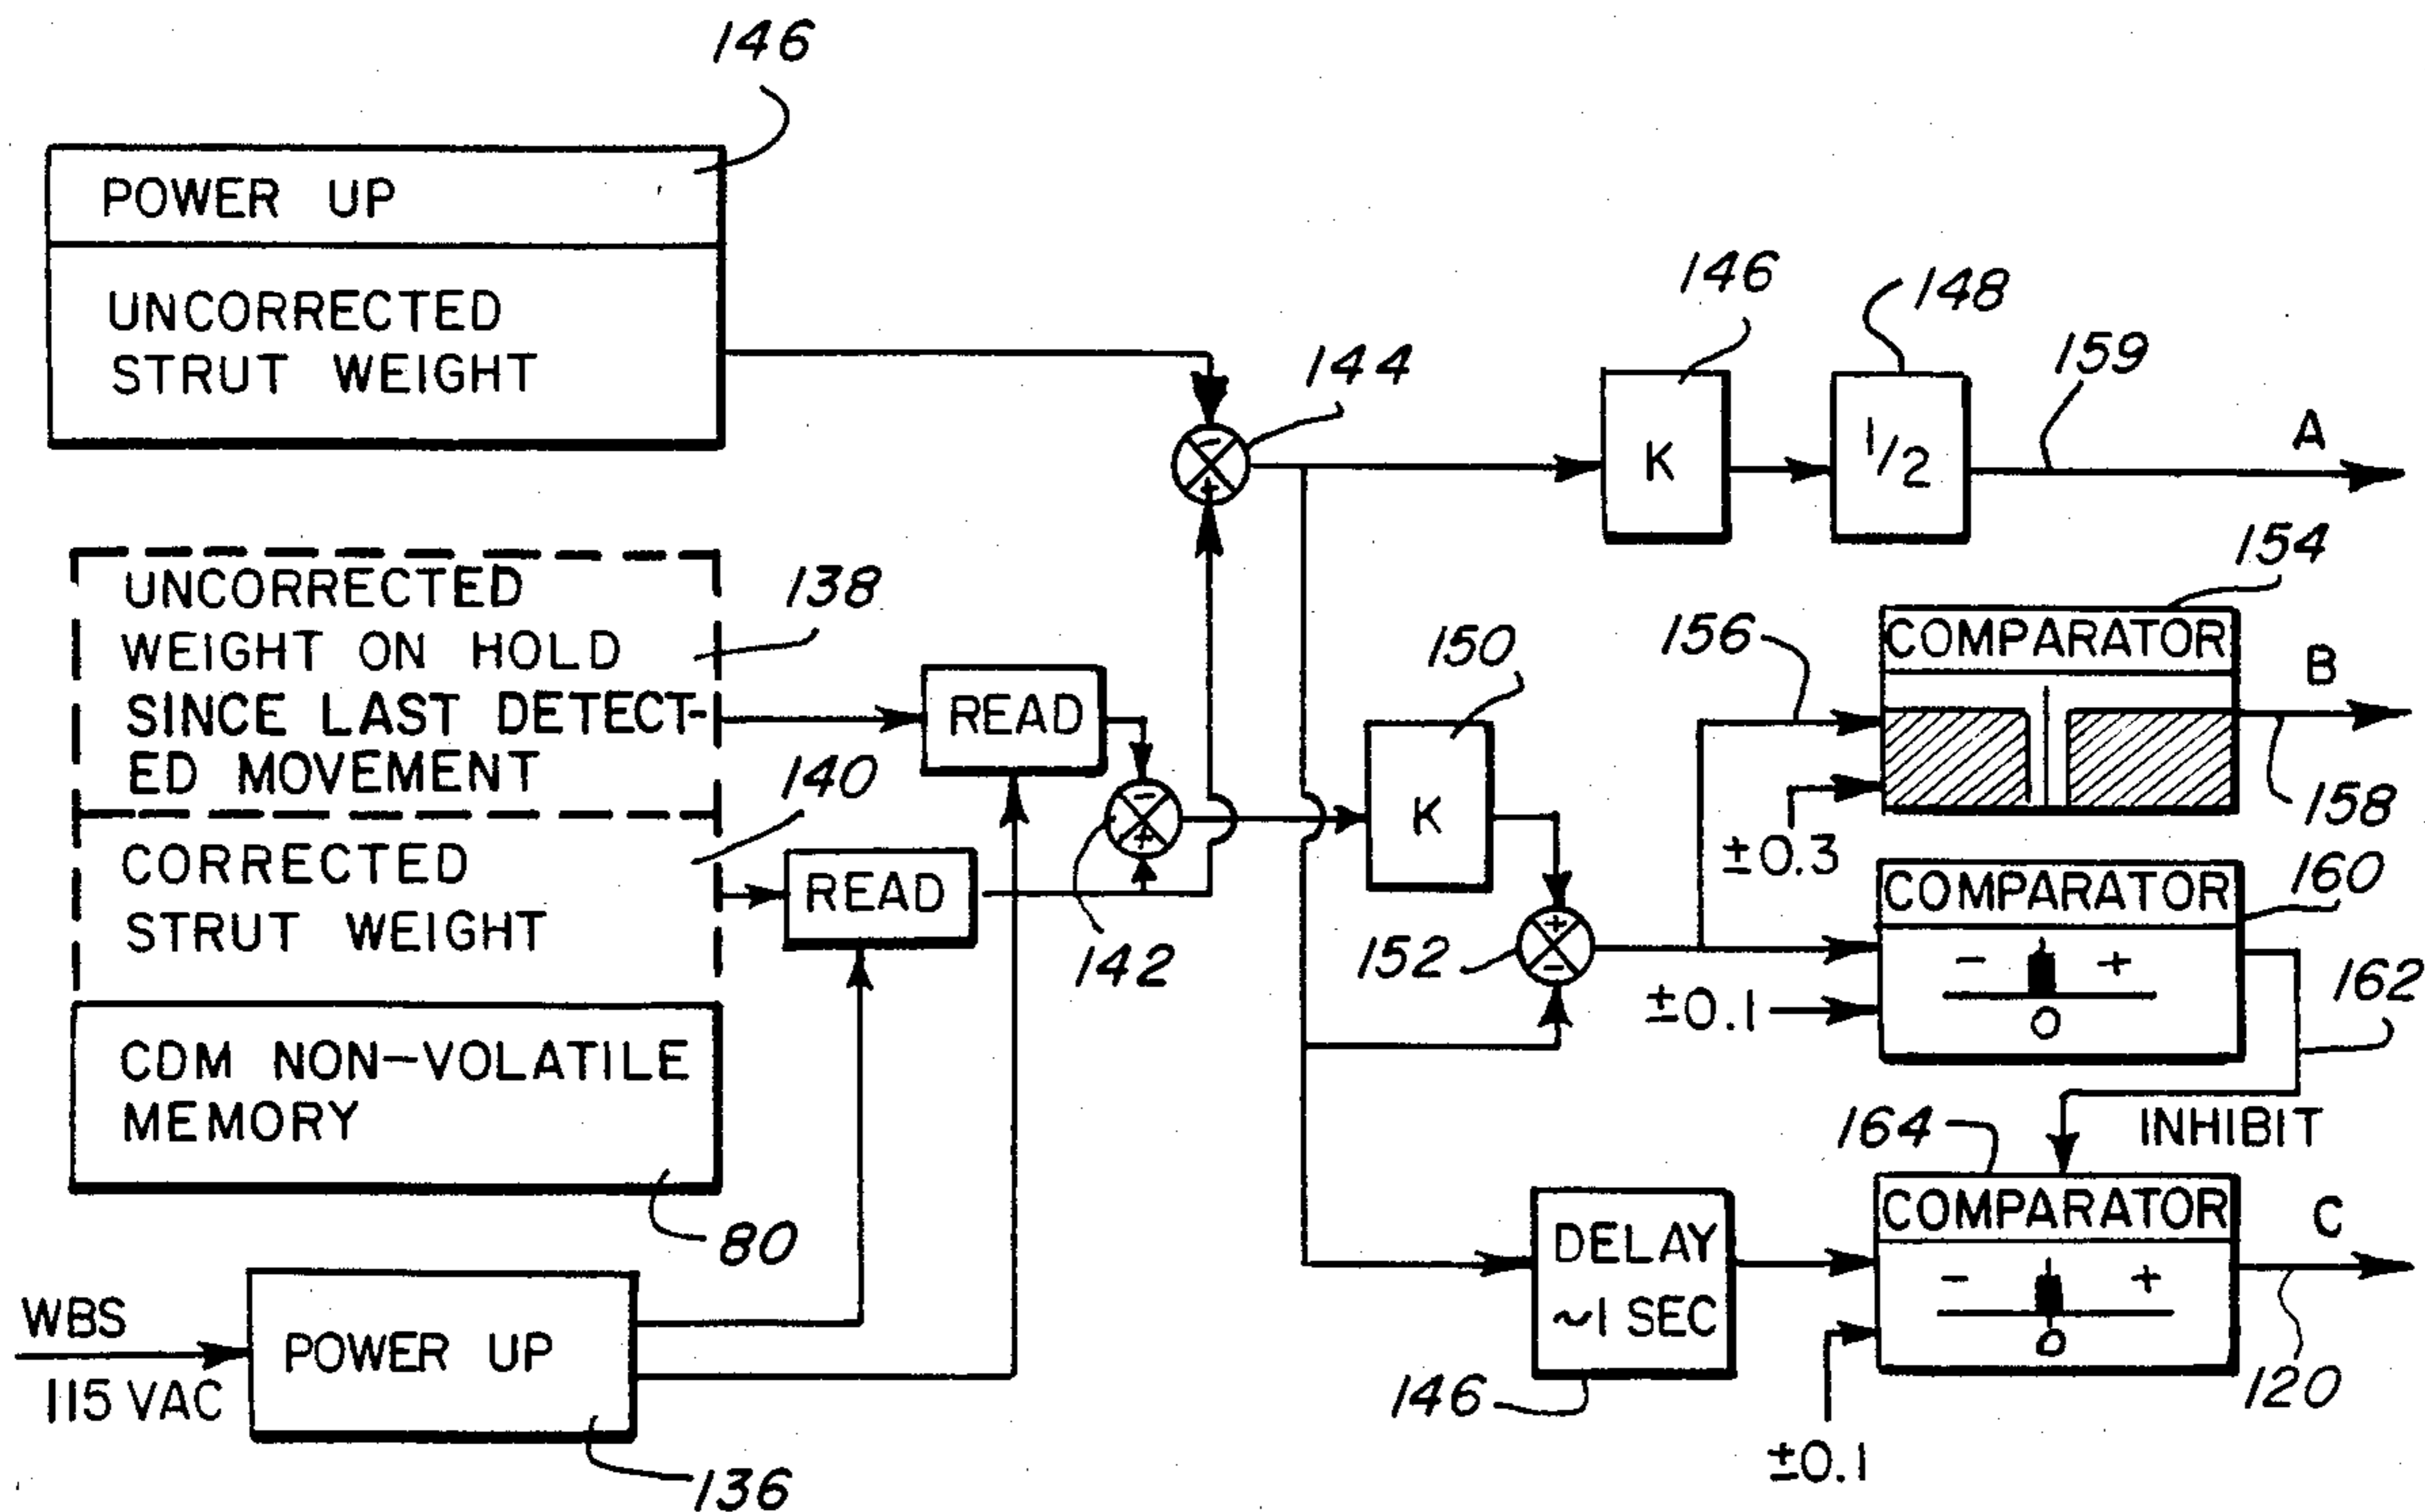 146
POWER UP
UNCORRECTED
STRUT WEIGHT
144
-
+
146
K
148
1/2
159
A
UNCORRECTED
WEIGHT ON HOLD
SINCE LAST DETECT-
ED MOVEMENT
138
READ
140
CORRECTED
STRUT WEIGHT
READ
-
+
142
150
K
+
-
152
156
154
COMPARATOR
B
158
±0.3
160
COMPARATOR
- +
0
±0.1
162
INHIBIT
CDM NON-VOLATILE
MEMORY
80
WBS
115 VAC
POWER UP
136
DELAY
~1 SEC
146
164
COMPARATOR
- +
0
±0.1
C
120